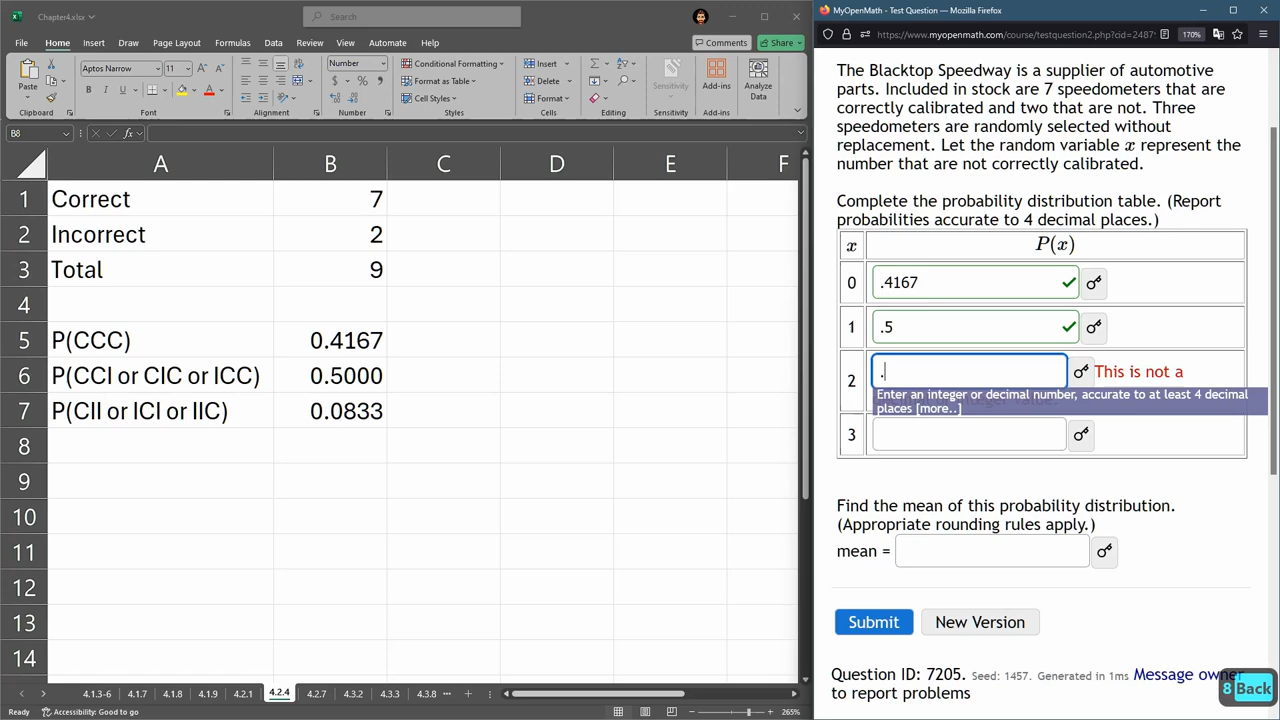 Chapter4.xlsx
Search
File Home Insert Draw Page Layout Formulas Data Review View Automate Help
Comments
Share
Paste
Aptos Narrow
11
Number
Conditional Formatting
Format as Table
Cell Styles
Insert
Delete
Format
Sensitivity
Add-ins
Analyze
Data
Clipboard
Font
Alignment
Number
Styles
Cells
Editing
Sensitivity
Add-ins
B8
fx
A B C D E F
1 Correct 7
2 Incorrect 2
3 Total 9
4
5 P(CCC) 0.4167
6 P(CCI or CIC or ICC) 0.5000
7 P(CII or ICI or IIC) 0.0833
8
9
10
11
12
13
14
4.1.3-6 4.1.7 4.1.8 4.1.9 4.2.1 4.2.4 4.2.7 4.3.2 4.3.3 4.3.8
Ready
Accessibility: Good to go
265%
MyOpenMath - Test Question — Mozilla Firefox
https://www.myopenmath.com/course/testquestion2.php?cid=2487
170%
The Blacktop Speedway is a supplier of automotive
parts. Included in stock are 7 speedometers that are
correctly calibrated and two that are not. Three
speedometers are randomly selected without
replacement. Let the random variable x represent the
number that are not correctly calibrated.
Complete the probability distribution table. (Report
probabilities accurate to 4 decimal places.)
x P(x)
0 .4167
1 .5
2 . This is not a
Enter an integer or decimal number, accurate to at least 4 decimal
places [more..]
3
Find the mean of this probability distribution.
(Appropriate rounding rules apply.)
mean =
Submit
New Version
Question ID: 7205. Seed: 1457. Generated in 1ms Message owner
to report problems
8 Back